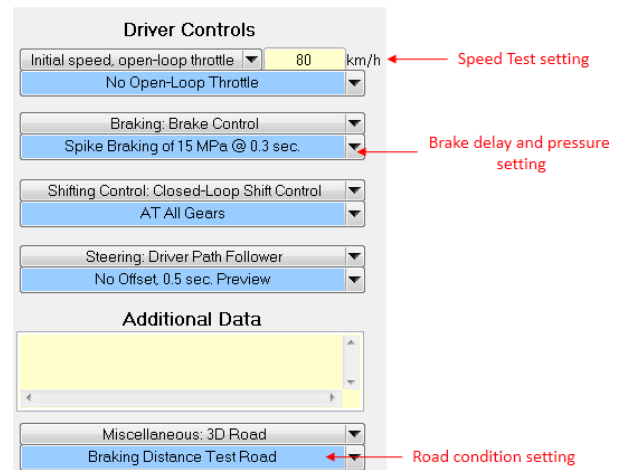 Driver Controls
Initial speed, open-loop throttle 80 km/h Speed Test setting
No Open-Loop Throttle
Braking: Brake Control
Spike Braking of 15 MPa @ 0.3 sec.
Brake delay and pressure
setting
Shifting Control: Closed-Loop Shift Control
AT All Gears
Steering: Driver Path Follower
No Offset, 0.5 sec. Preview
Additional Data
Miscellaneous: 3D Road
Braking Distance Test Road Road condition setting